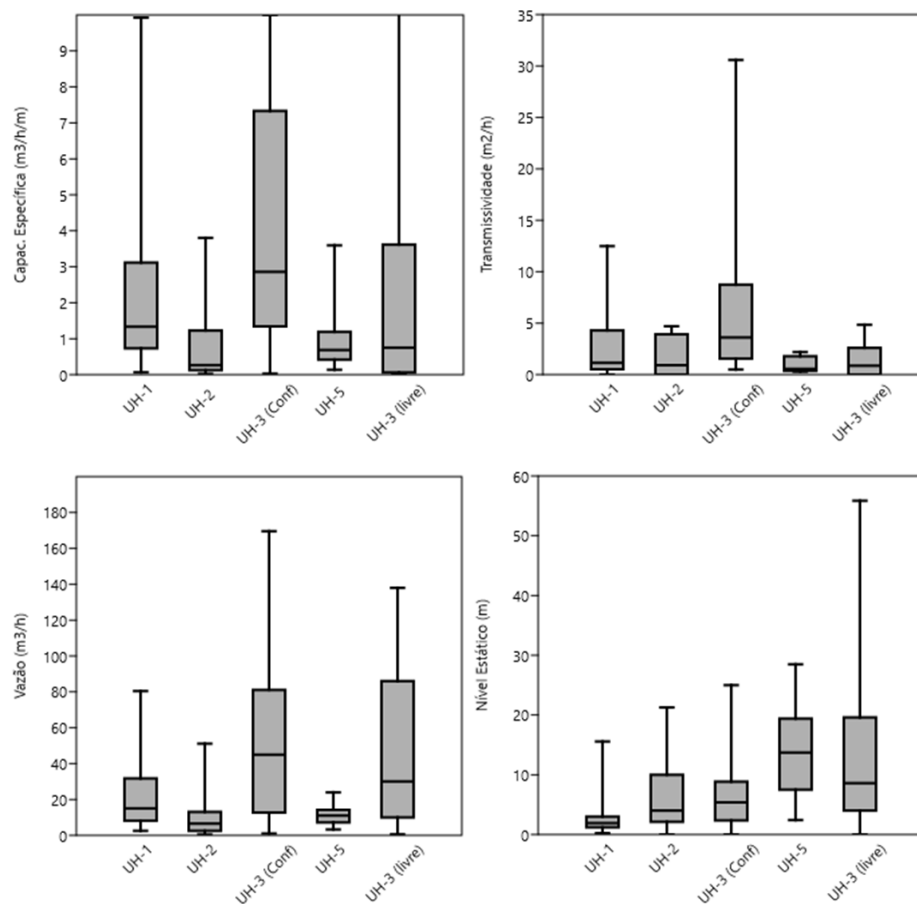 Capac. Específica (m3/h/m)
9
8
7
6
5
4
3
2
1
0
UH-1
UH-2
UH-3 (Conf)
UH-5
UH-3 (livre)
Transmissividade (m2/h)
35
30
25
20
15
10
5
0
UH-1
UH-2
UH-3 (Conf)
UH-5
UH-3 (livre)
Vazão (m3/h)
180
160
140
120
100
80
60
40
20
0
UH-1
UH-2
UH-3 (Conf)
UH-5
UH-3 (livre)
Nível Estático (m)
60
50
40
30
20
10
0
UH-1
UH-2
UH-3 (Conf)
UH-5
UH-3 (livre)